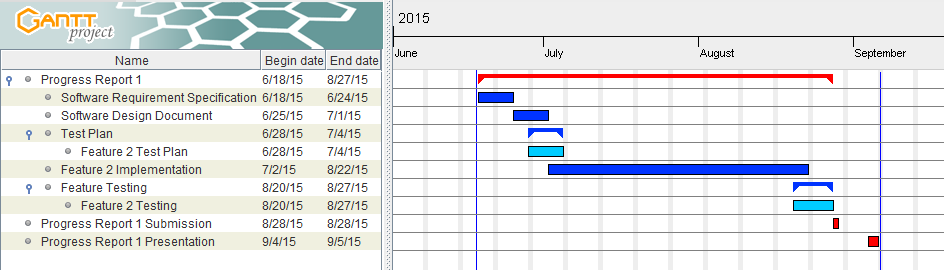 GANTT
project
2015
June July August September
Name Begin date End date
Progress Report 1 6/18/15 8/27/15
Software Requirement Specification 6/18/15 6/24/15
Software Design Document 6/25/15 7/1/15
Test Plan 6/28/15 7/4/15
Feature 2 Test Plan 6/28/15 7/4/15
Feature 2 Implementation 7/2/15 8/22/15
Feature Testing 8/20/15 8/27/15
Feature 2 Testing 8/20/15 8/27/15
Progress Report 1 Submission 8/28/15 8/28/15
Progress Report 1 Presentation 9/4/15 9/5/15